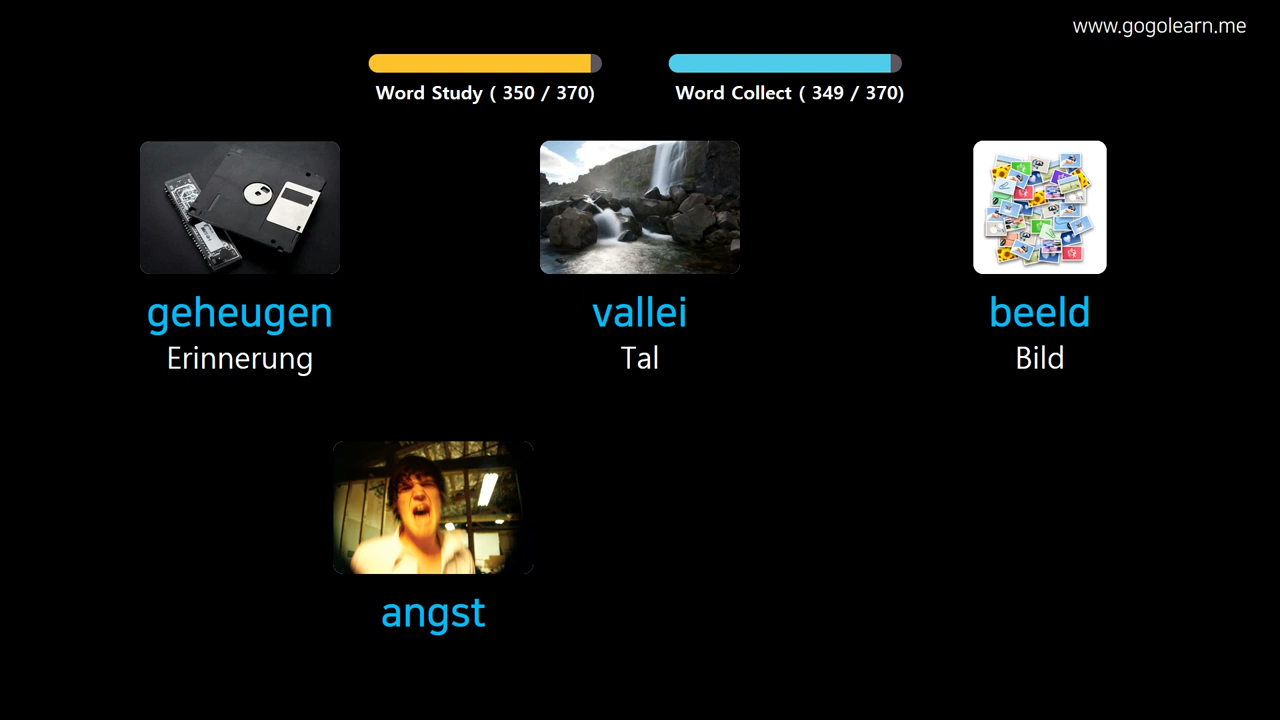 www.gogolearn.me
Word Study ( 350 / 370)
Word Collect ( 349 / 370)
geheugen
Erinnerung
vallei
Tal
beeld
Bild
angst